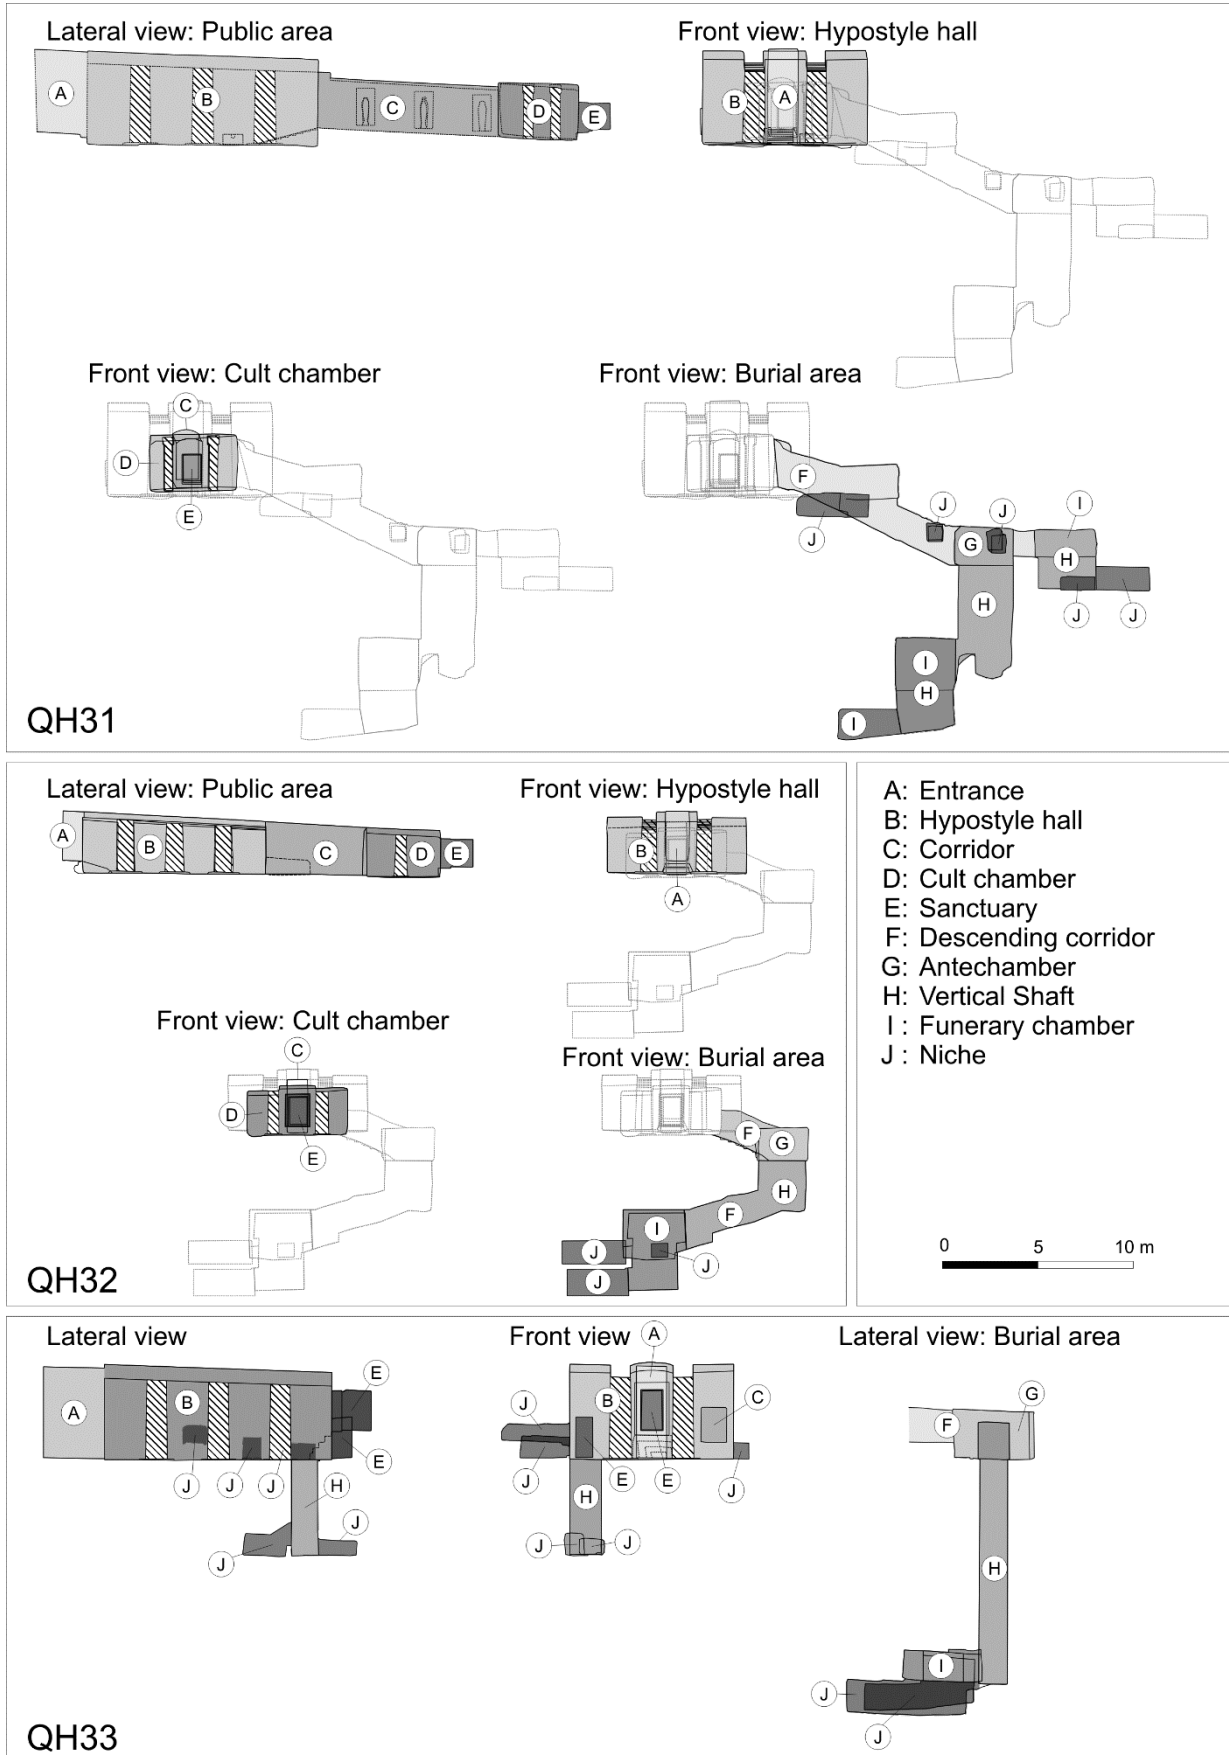 Lateral view: Public area
Front view: Hypostyle hall
A
B
C
D
E
B
A
Front view: Cult chamber
Front view: Burial area
C
D
E
F
J
J
J
G
I
H
J
J
H
I
H
I
QH31
Lateral view: Public area
Front view: Hypostyle hall
A
B
C
D
E
B
A
Front view: Cult chamber
Front view: Burial area
C
D
E
F
G
H
F
I
J
J
J
QH32
A: Entrance
B: Hypostyle hall
C: Corridor
D: Cult chamber
E: Sanctuary
F: Descending corridor
G: Antechamber
H: Vertical Shaft
I : Funerary chamber
J : Niche
0 5 10 m
Lateral view
Front view
Lateral view: Burial area
A
B
E
E
J
J
J
H
J
J
A
B
C
J
J
E
E
J
H
J
J
G
F
H
I
J
J
QH33